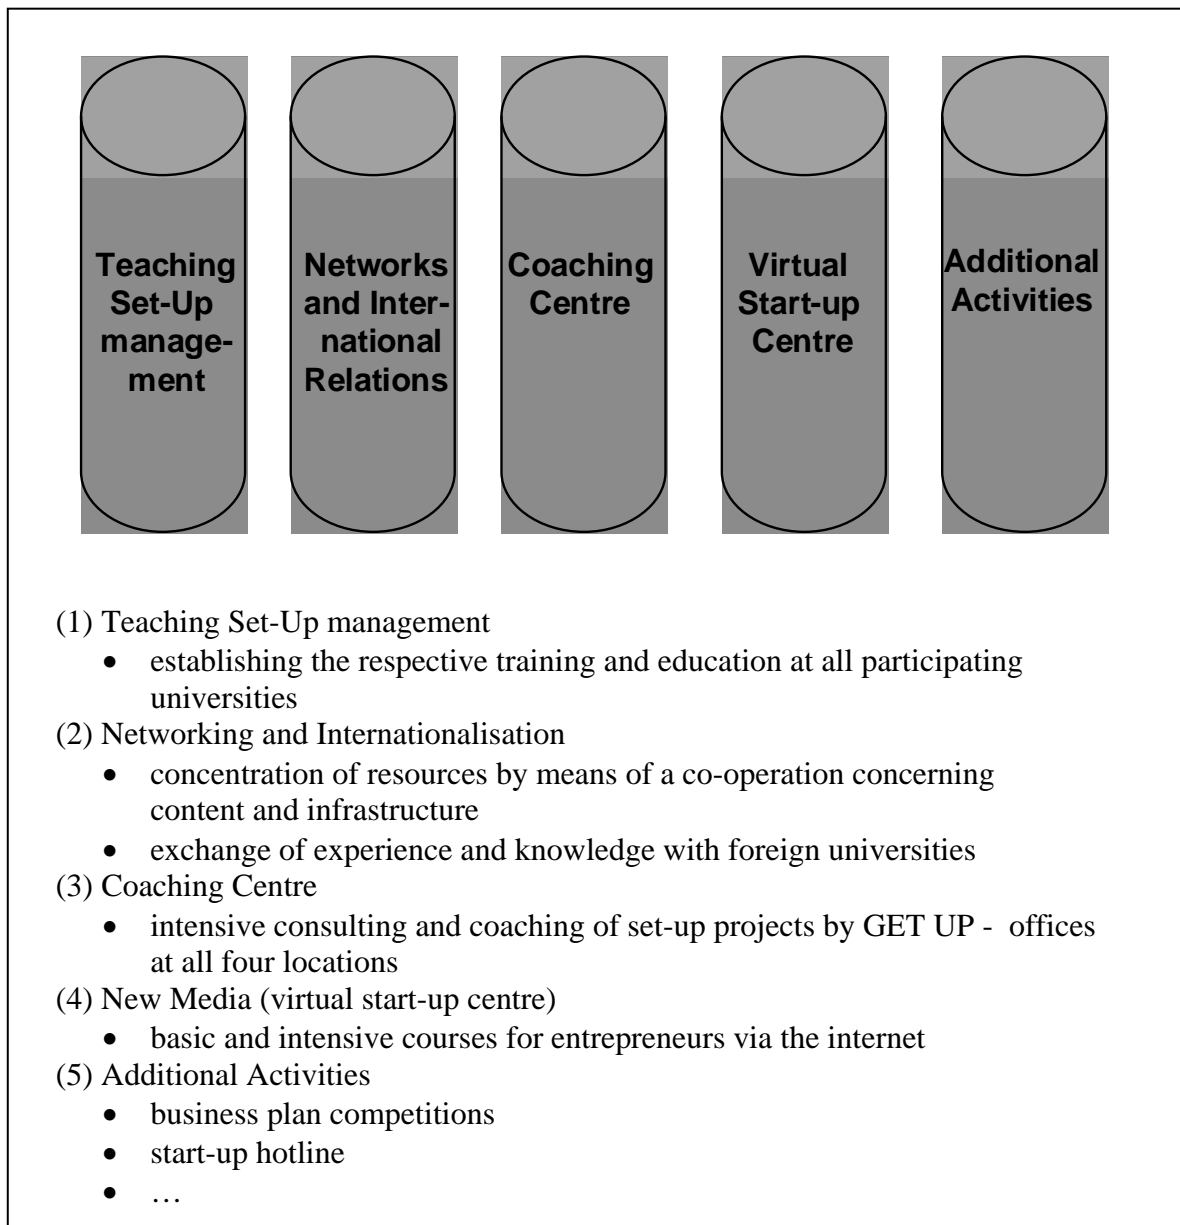 Teaching
Set-Up
manage-
ment
Networks
and Inter-
national
Relations
Coaching
Centre
Virtual
Start-up
Centre
Additional
Activities
(1) Teaching Set-Up management
• establishing the respective training and education at all participating
universities
(2) Networking and Internationalisation
• concentration of resources by means of a co-operation concerning
content and infrastructure
• exchange of experience and knowledge with foreign universities
(3) Coaching Centre
• intensive consulting and coaching of set-up projects by GET UP - offices
at all four locations
(4) New Media (virtual start-up centre)
• basic and intensive courses for entrepreneurs via the internet
(5) Additional Activities
• business plan competitions
• start-up hotline
• …